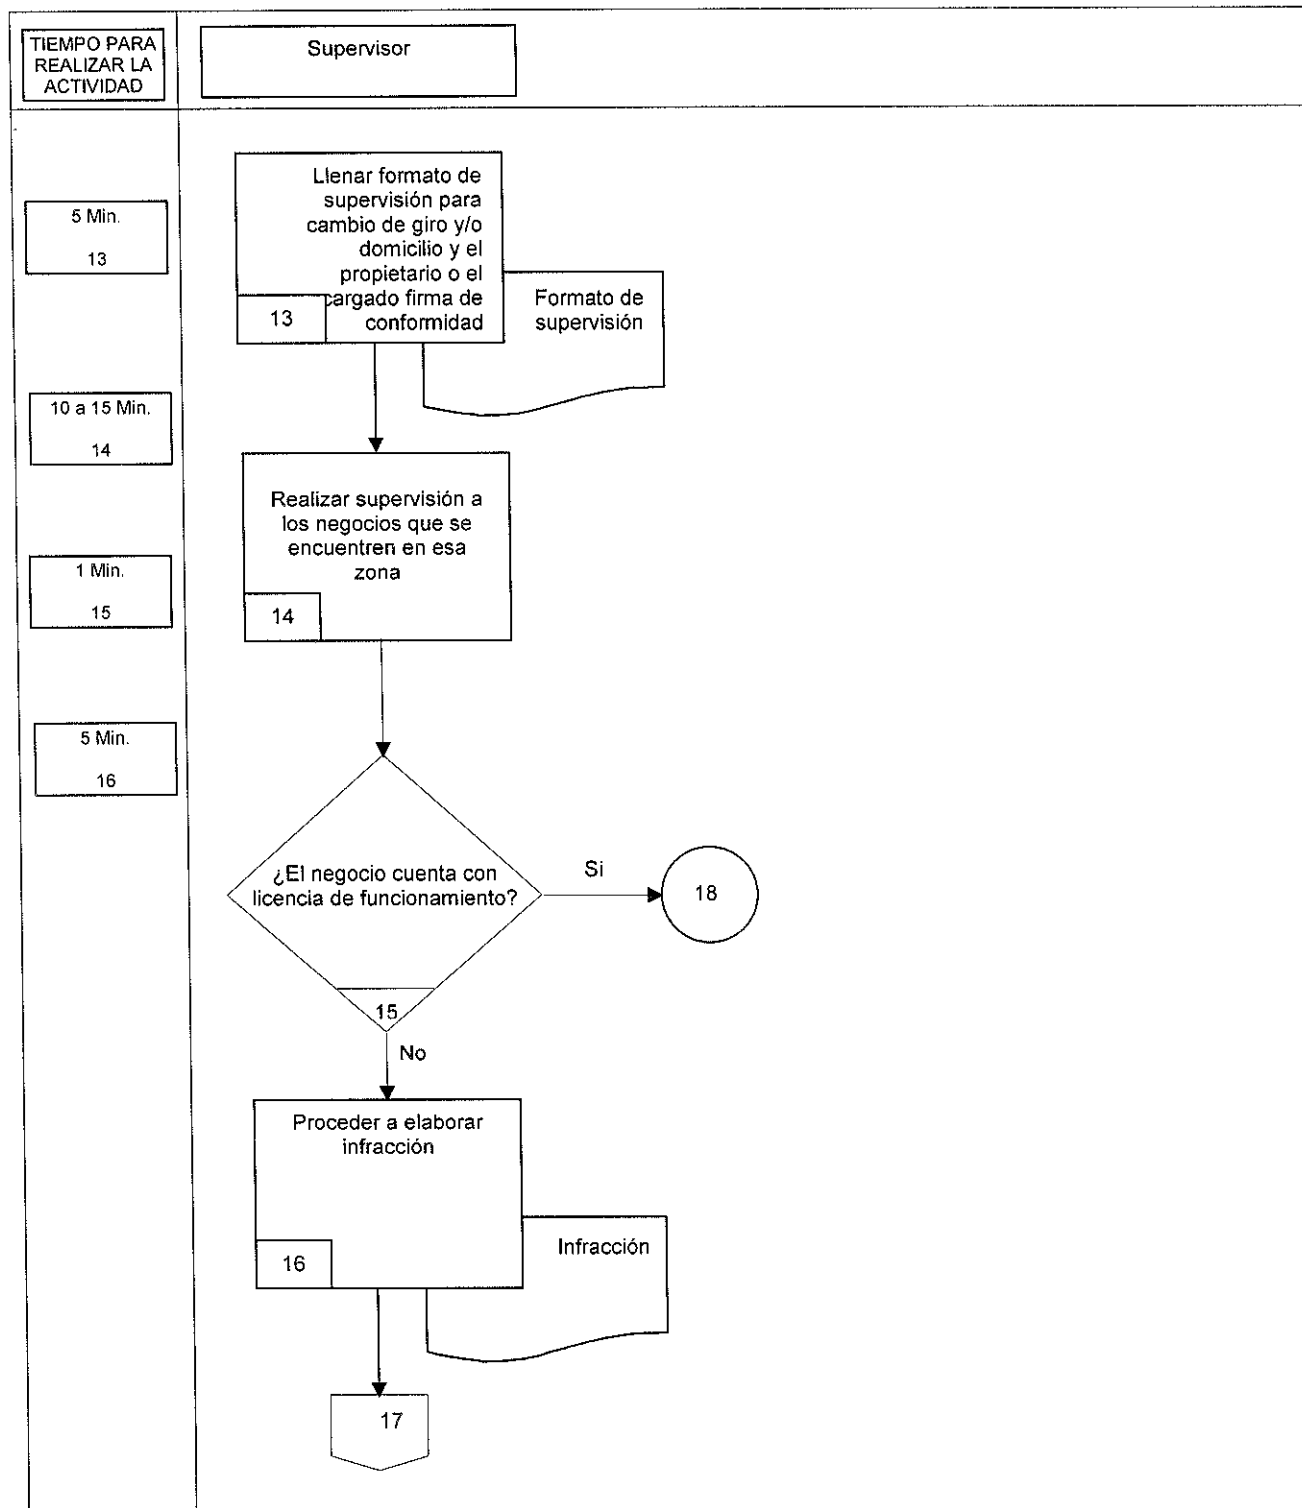 TIEMPO PARA
REALIZAR LA
ACTIVIDAD
Supervisor
5 Min.
13
10 a 15 Min.
14
1 Min.
15
5 Min.
16
Llenar formato de
supervisión para
cambio de giro y/o
domicilio y el
propietario o el
cargado firma de
conformidad
13
Formato de
supervisión
Realizar supervisión a
los negocios que se
encuentren en esa
zona
14
¿El negocio cuenta con
licencia de funcionamiento?
15
Si
18
No
Proceder a elaborar
infracción
16
Infracción
17